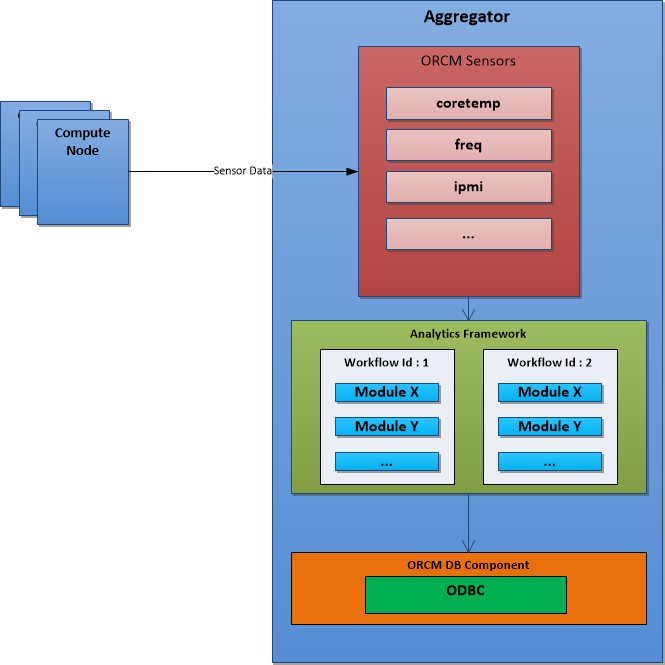 Aggregator
ORCM Sensors
coretemp
freq
ipmi
...
Compute
Node
Sensor Data
Analytics Framework
Workflow Id : 1
Module X
Module Y
...
Workflow Id : 2
Module X
Module Y
...
ORCM DB Component
ODBC